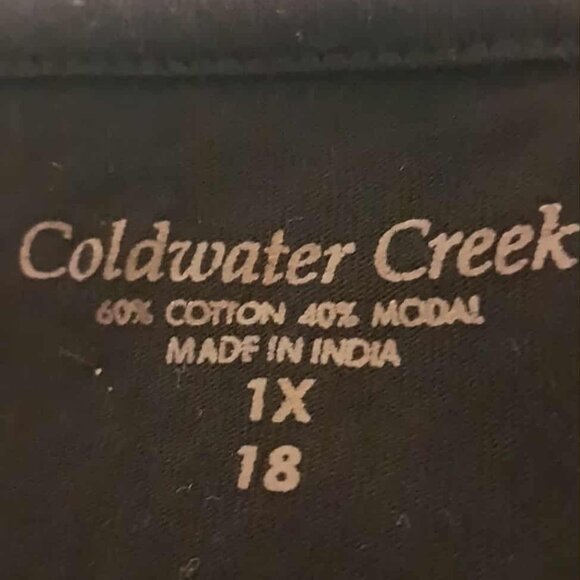 Coldwater Creek
60% COTTON 40% MODAL
MADE IN INDIA
1X
18